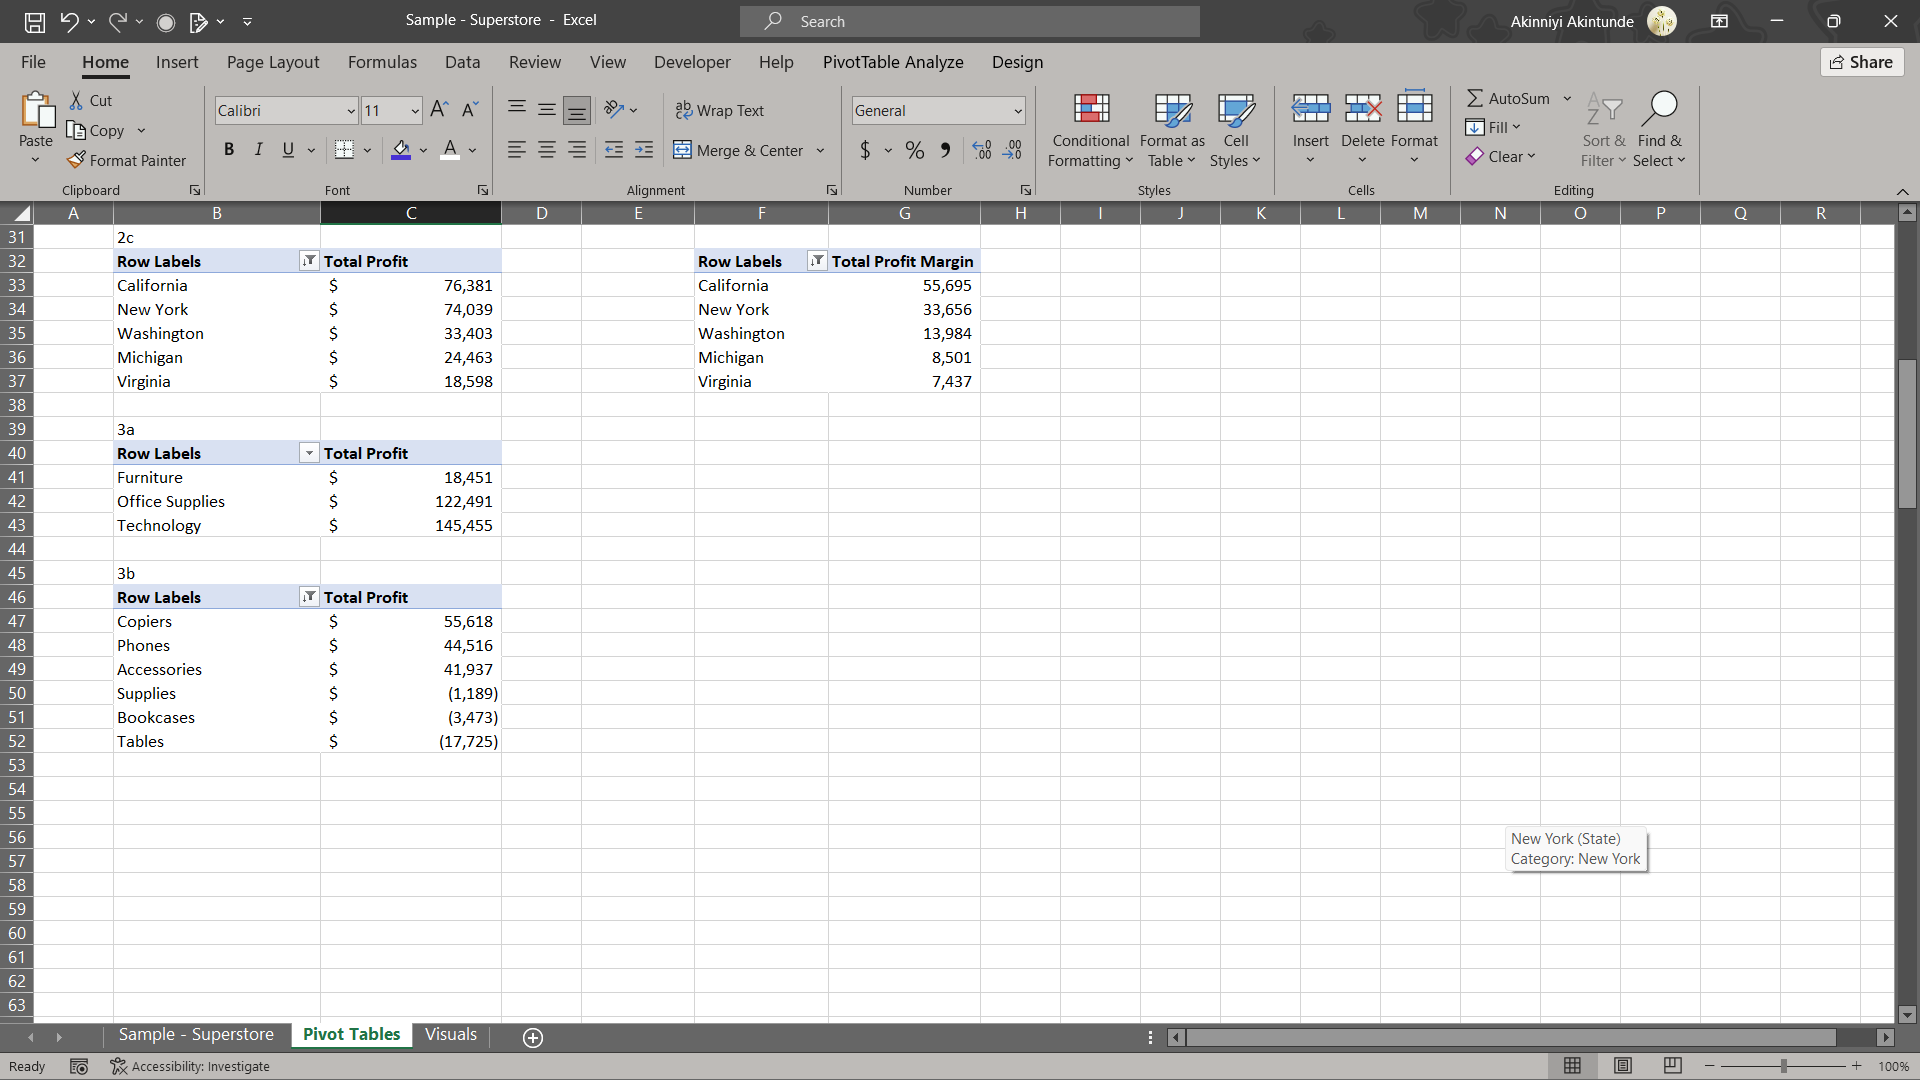 Sample - Superstore - Excel
Search
Akinniyi Akintunde
File Home Insert Page Layout Formulas Data Review View Developer Help PivotTable Analyze Design
Share
Paste
Cut
Copy
Format Painter
Clipboard
Calibri 11
B I U
Font
Wrap Text
Merge & Center
Alignment
General
$ % 9 .00 .00
Number
Conditional Formatting
Format as Table
Cell Styles
Styles
Insert Delete Format
Cells
AutoSum
Fill
Clear
Sort & Filter
Find & Select
Editing
A B C D E F G H I J K L M N O P Q R
31 2c
32 Row Labels Total Profit Row Labels Total Profit Margin
33 California $ 76,381 California 55,695
34 New York $ 74,039 New York 33,656
35 Washington $ 33,403 Washington 13,984
36 Michigan $ 24,463 Michigan 8,501
37 Virginia $ 18,598 Virginia 7,437
38
39 3a
40 Row Labels Total Profit
41 Furniture $ 18,451
42 Office Supplies $ 122,491
43 Technology $ 145,455
44
45 3b
46 Row Labels Total Profit
47 Copiers $ 55,618
48 Phones $ 44,516
49 Accessories $ 41,937
50 Supplies $ (1,189)
51 Bookcases $ (3,473)
52 Tables $ (17,725)
53
54
55
56 New York (State)
57 Category: New York
58
59
60
61
62
63
Sample - Superstore Pivot Tables Visuals
Ready Accessibility: Investigate 100%